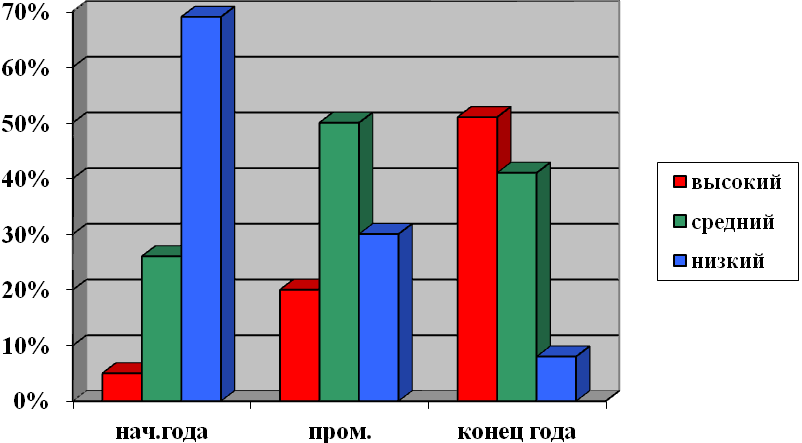 70%
60%
50%
40%
30%
20%
10%
0%
нач.года
пром.
конец года
высокий
средний
низкий